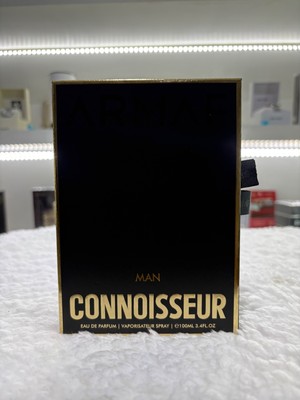 MAN
CONNOISSEUR
EAU DE PARFUM | VAPORISATEUR SPRAY | ℮100ML 3.4FL.OZ